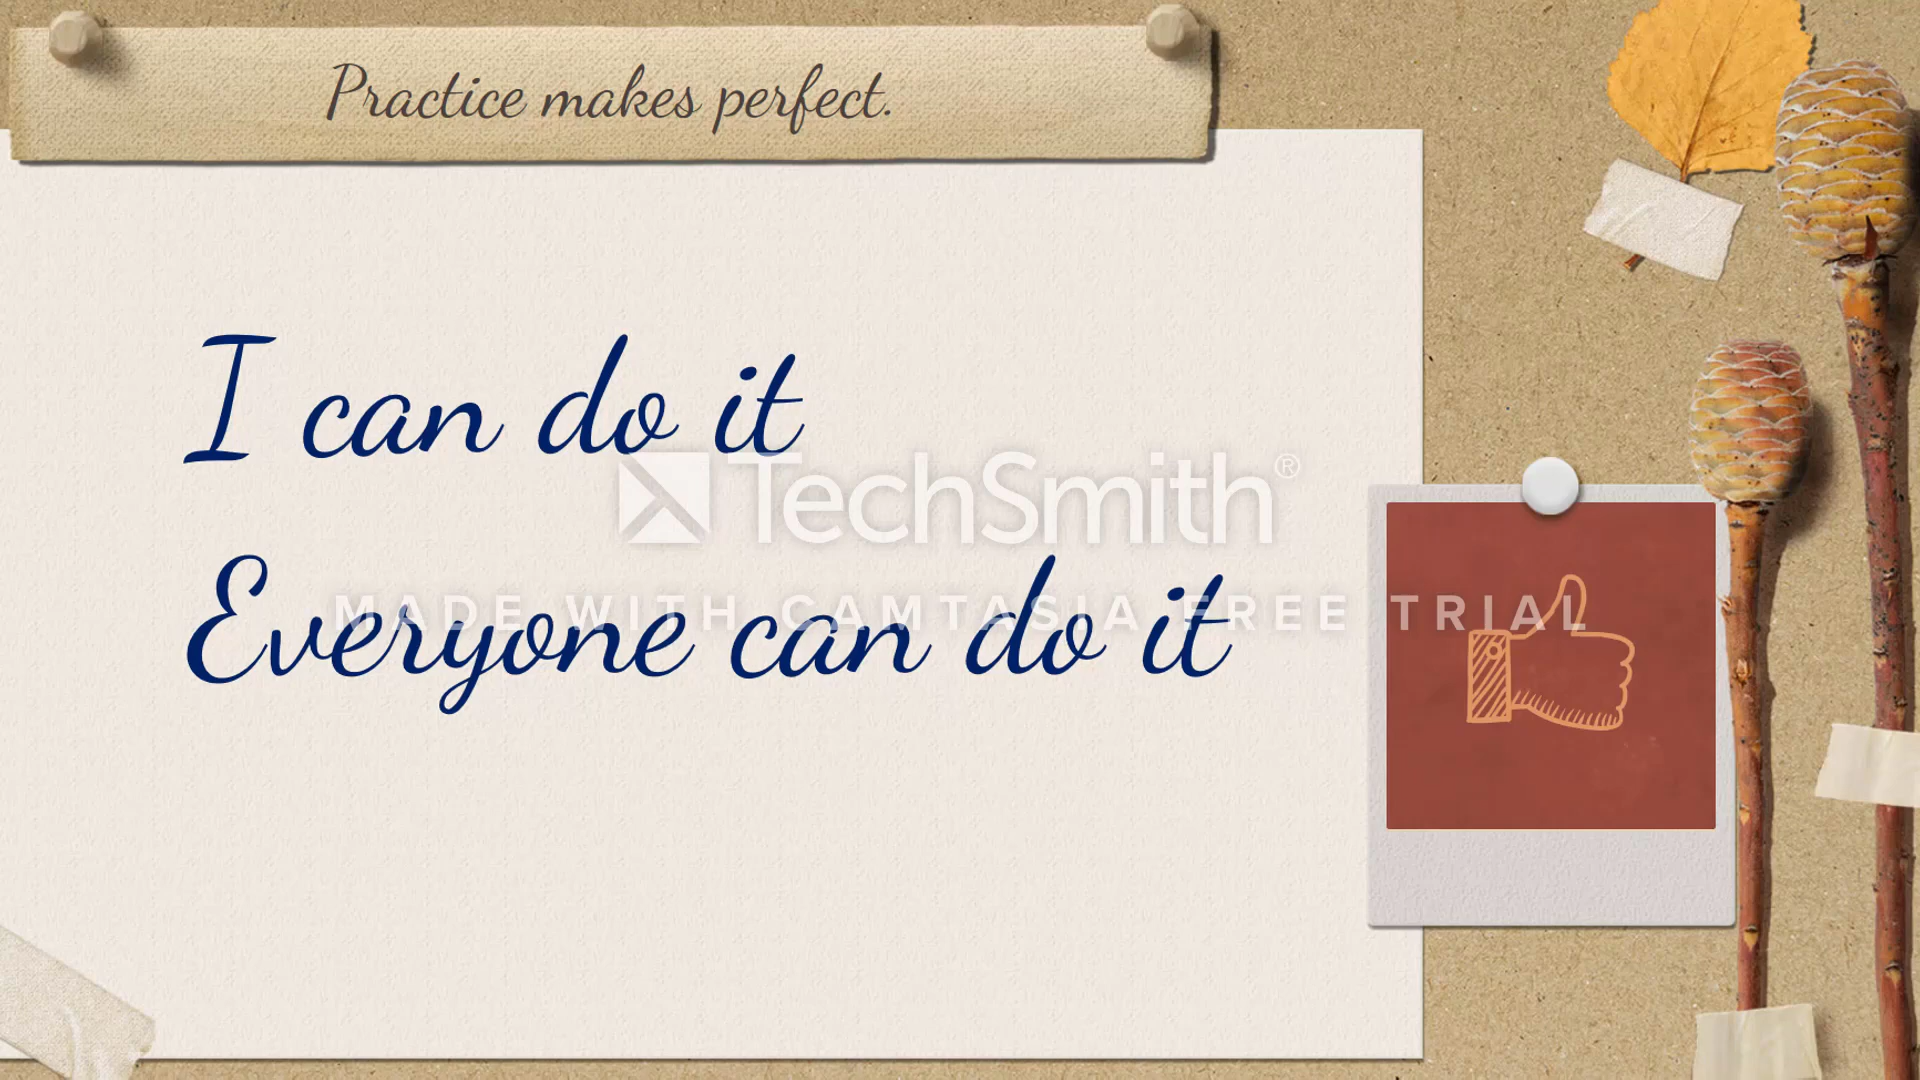 Practice makes perfect.
I can do it
TechSmith®
Everyone can do it
MADE WITH CAMTASIA FREE TRIAL